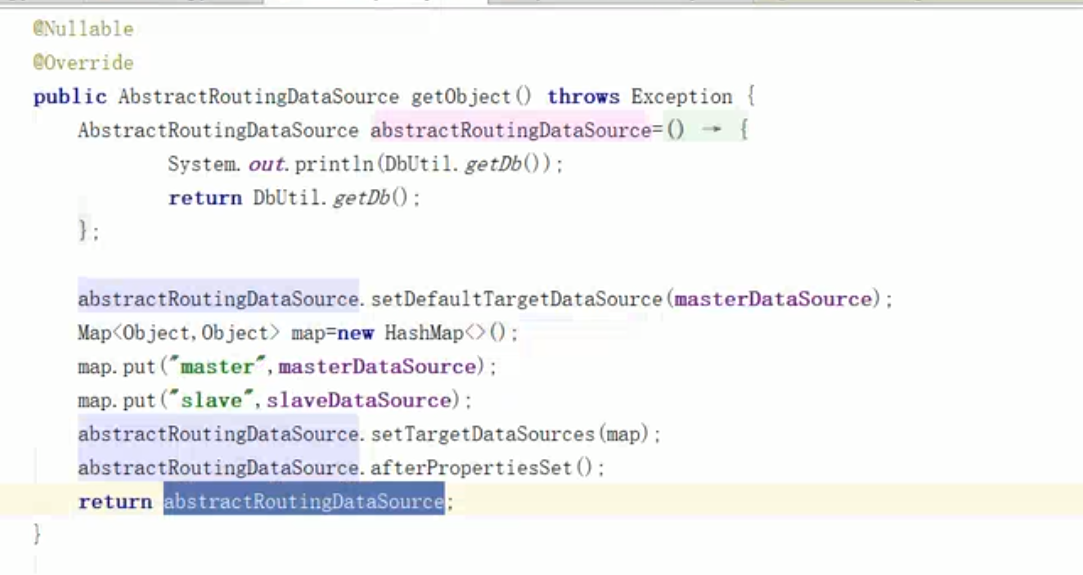 @Nullable
@Override
public AbstractRoutingDataSource getObject() throws Exception {
AbstractRoutingDataSource abstractRoutingDataSource=() → {
System.out.println(DbUtil.getDb());
return DbUtil.getDb();
};
abstractRoutingDataSource.setDefaultTargetDataSource(masterDataSource);
Map<Object,Object> map=new HashMap<>();
map.put("master",masterDataSource);
map.put("slave",slaveDataSource);
abstractRoutingDataSource.setTargetDataSources(map);
abstractRoutingDataSource.afterPropertiesSet();
return abstractRoutingDataSource;
}